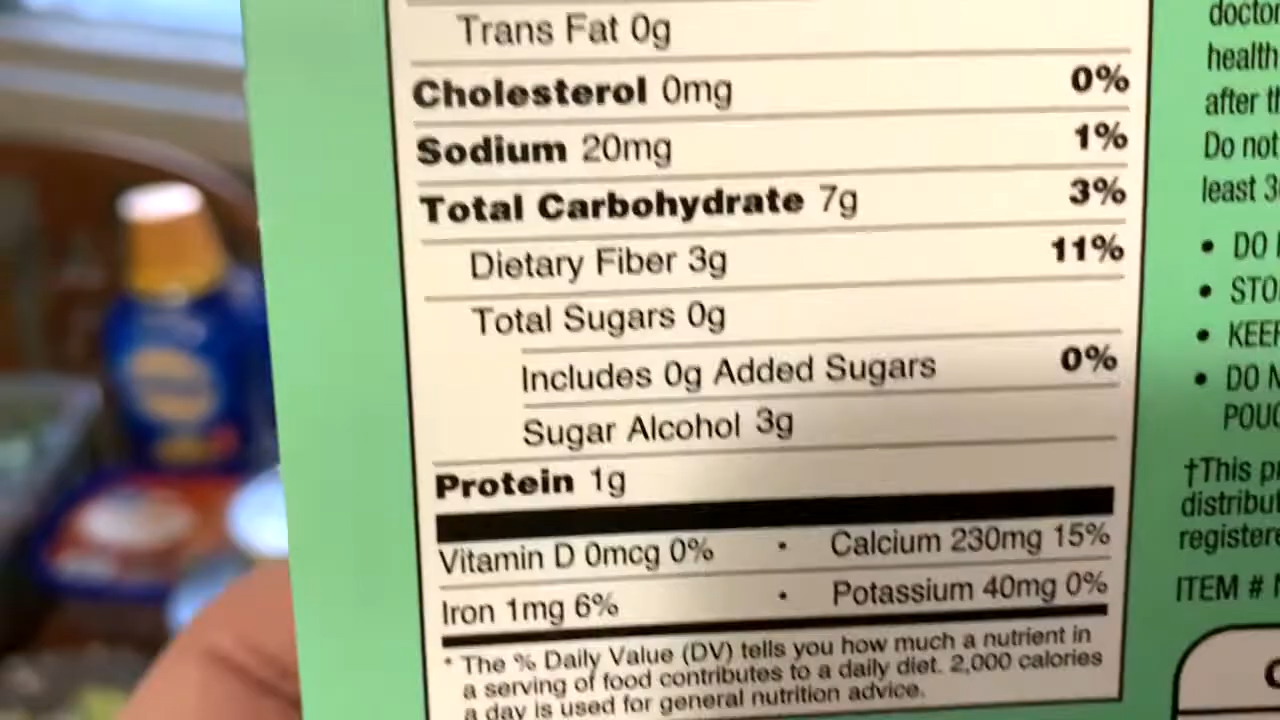 Trans Fat 0g
Cholesterol 0mg 0%
Sodium 20mg 1%
Total Carbohydrate 7g 3%
Dietary Fiber 3g 11%
Total Sugars 0g
Includes 0g Added Sugars 0%
Sugar Alcohol 3g
Protein 1g
Vitamin D 0mcg 0% • Calcium 230mg 15%
Iron 1mg 6% • Potassium 40mg 0%
* The % Daily Value (DV) tells you how much a nutrient in
a serving of food contributes to a daily diet. 2,000 calories
a day is used for general nutrition advice.
doctor
health
after th
Do not
least 3
• DO
• STO
• KEE
• DO
POU
†This p
distribu
register
ITEM #